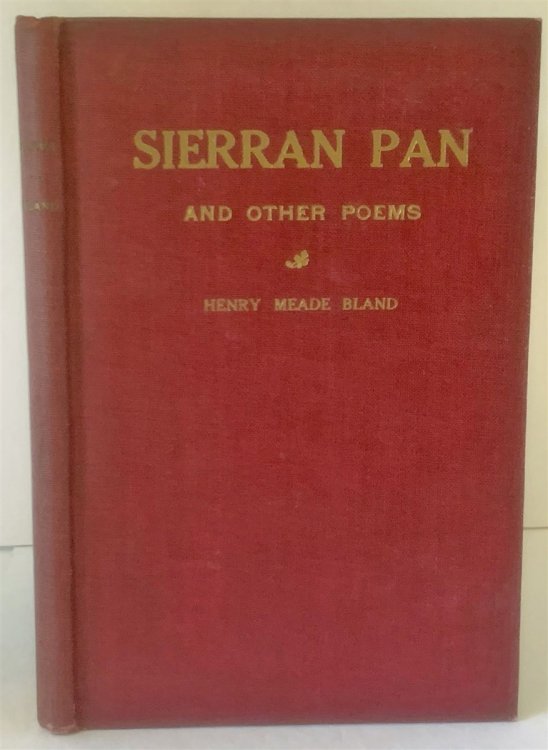 SIERRAN PAN
AND OTHER POEMS
HENRY MEADE BLAND